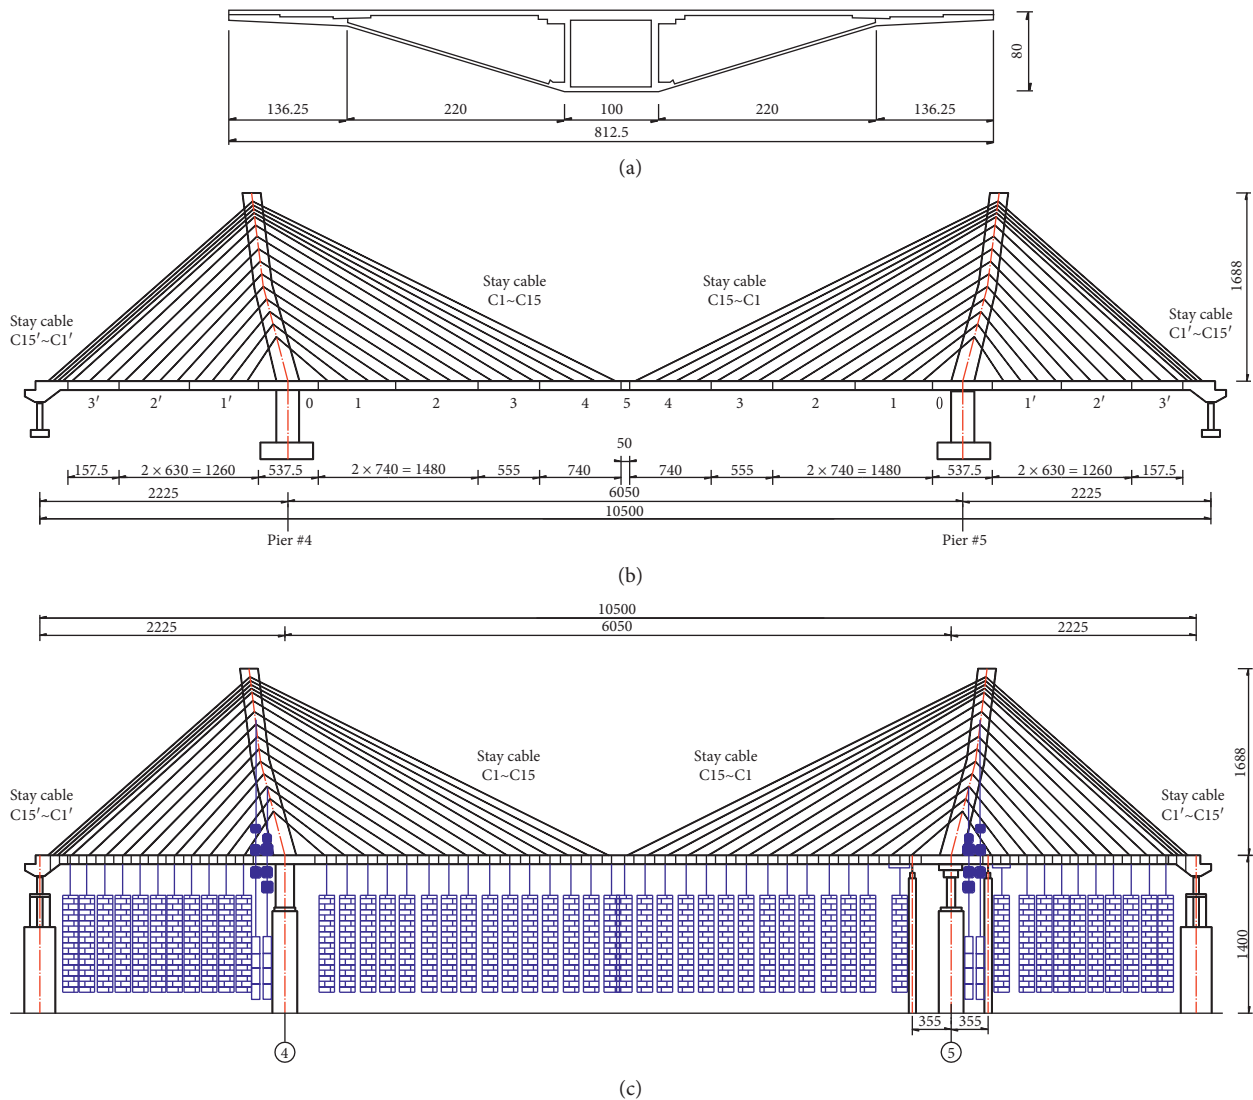 80
136.25 220 100 220 136.25
812.5
(a)
Stay cable
C1~C15
Stay cable
C15~C1
1688
Stay cable
C15′~C1′
Stay cable
C1′~C15′
3′ 2′ 1′ 0 1 2 3 4 5 4 3 2 1 0 1′ 2′ 3′
50
157.5 2 × 630 = 1260 537.5 2 × 740 = 1480 555 740 740 555 2 × 740 = 1480 537.5 2 × 630 = 1260 157.5
2225 6050 2225
10500
Pier #4 Pier #5
(b)
10500
2225 6050 2225
Stay cable
C1~C15
Stay cable
C15~C1
1688
Stay cable
C15′~C1′
Stay cable
C1′~C15′
1400
355 355
4 5
(c)